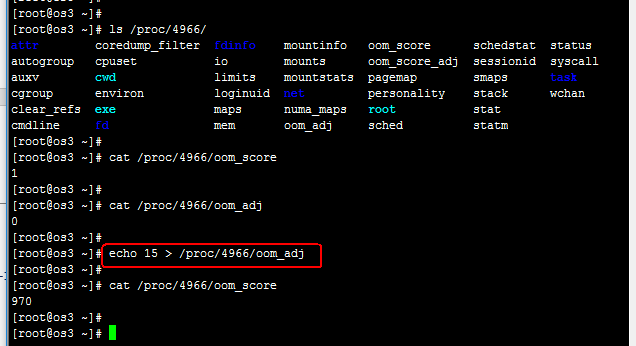 [root@os3 ~]#
[root@os3 ~]#
[root@os3 ~]# ls /proc/4966/
attr coredump_filter fdinfo mountinfo oom_score schedstat status
autogroup cpuset io mounts oom_score_adj sessionid syscall
auxv cwd limits mountstats pagemap smaps task
cgroup environ loginuid net personality stack wchan
clear_refs exe maps numa_maps root stat
cmdline fd mem oom_adj sched statm
[root@os3 ~]#
[root@os3 ~]# cat /proc/4966/oom_score
1
[root@os3 ~]#
[root@os3 ~]# cat /proc/4966/oom_adj
0
[root@os3 ~]#
[root@os3 ~]# echo 15 > /proc/4966/oom_adj
[root@os3 ~]#
[root@os3 ~]# cat /proc/4966/oom_score
970
[root@os3 ~]#
[root@os3 ~]#